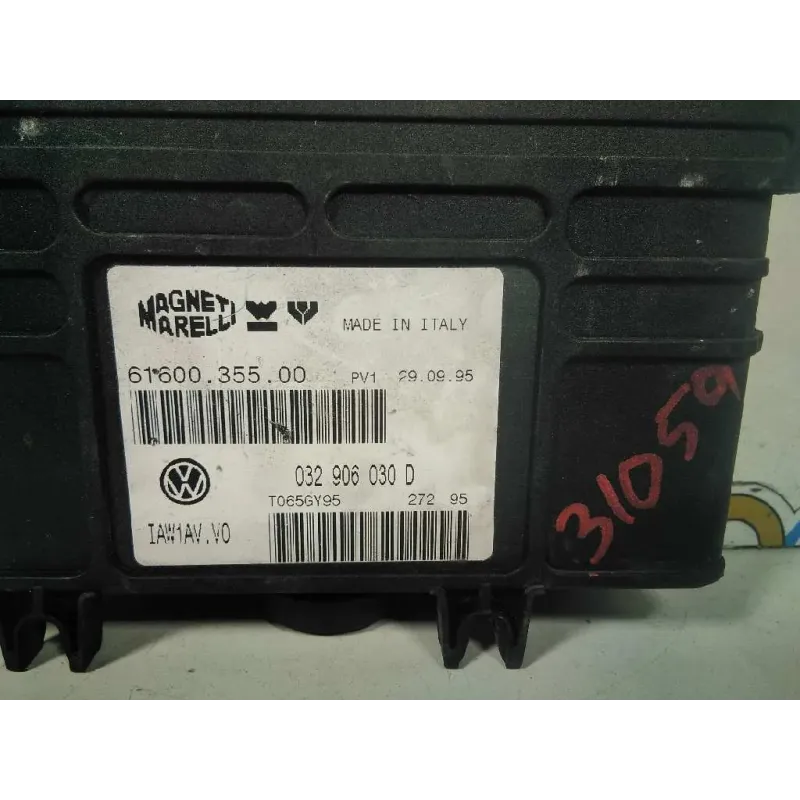 MAGNETI
MARELLI
MADE IN ITALY
61600.355.00 PV1 29.09.95
032 906 030 D
T065GY95 272 95
IAW1AV.V0
31059